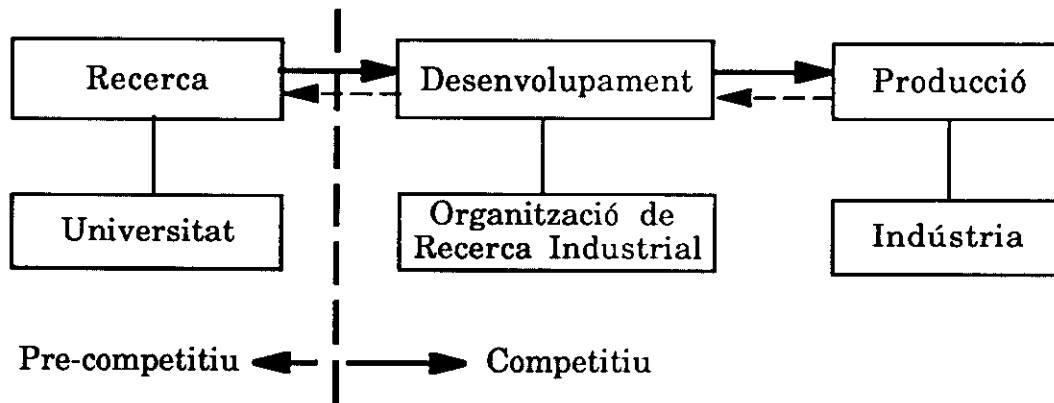 Recerca
Desenvolupament
Producció
Universitat
Organització de
Recerca Industrial
Indústria
Pre-competitiu
Competitiu